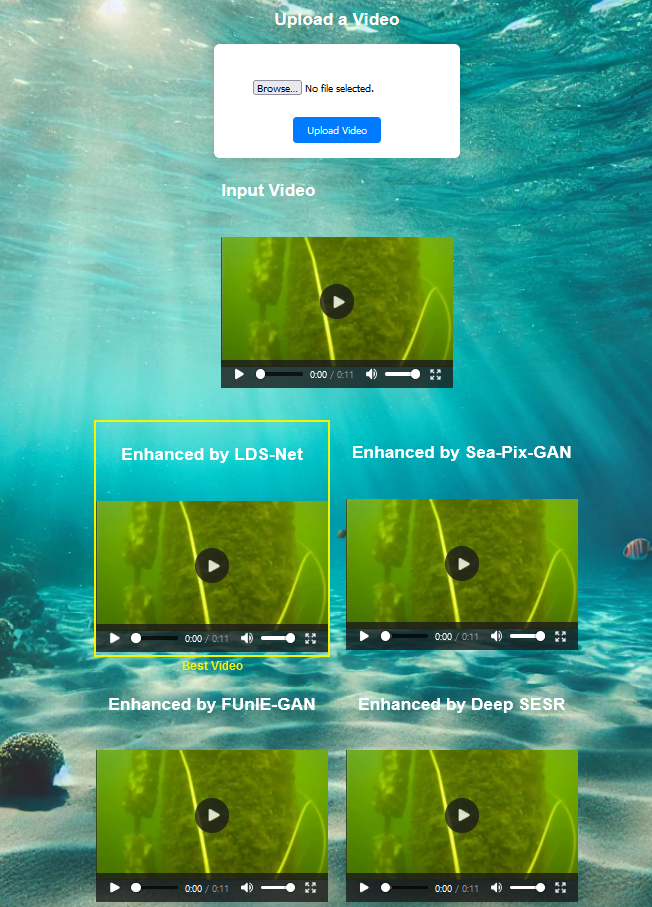 Upload a Video
Browse... No file selected.
Upload Video
Input Video
0:00 / 0:11
Enhanced by LDS-Net
Enhanced by Sea-Pix-GAN
0:00 / 0:11
0:00 / 0:11
Best Video
Enhanced by FUnIE-GAN
Enhanced by Deep SESR
0:00 / 0:11
0:00 / 0:11